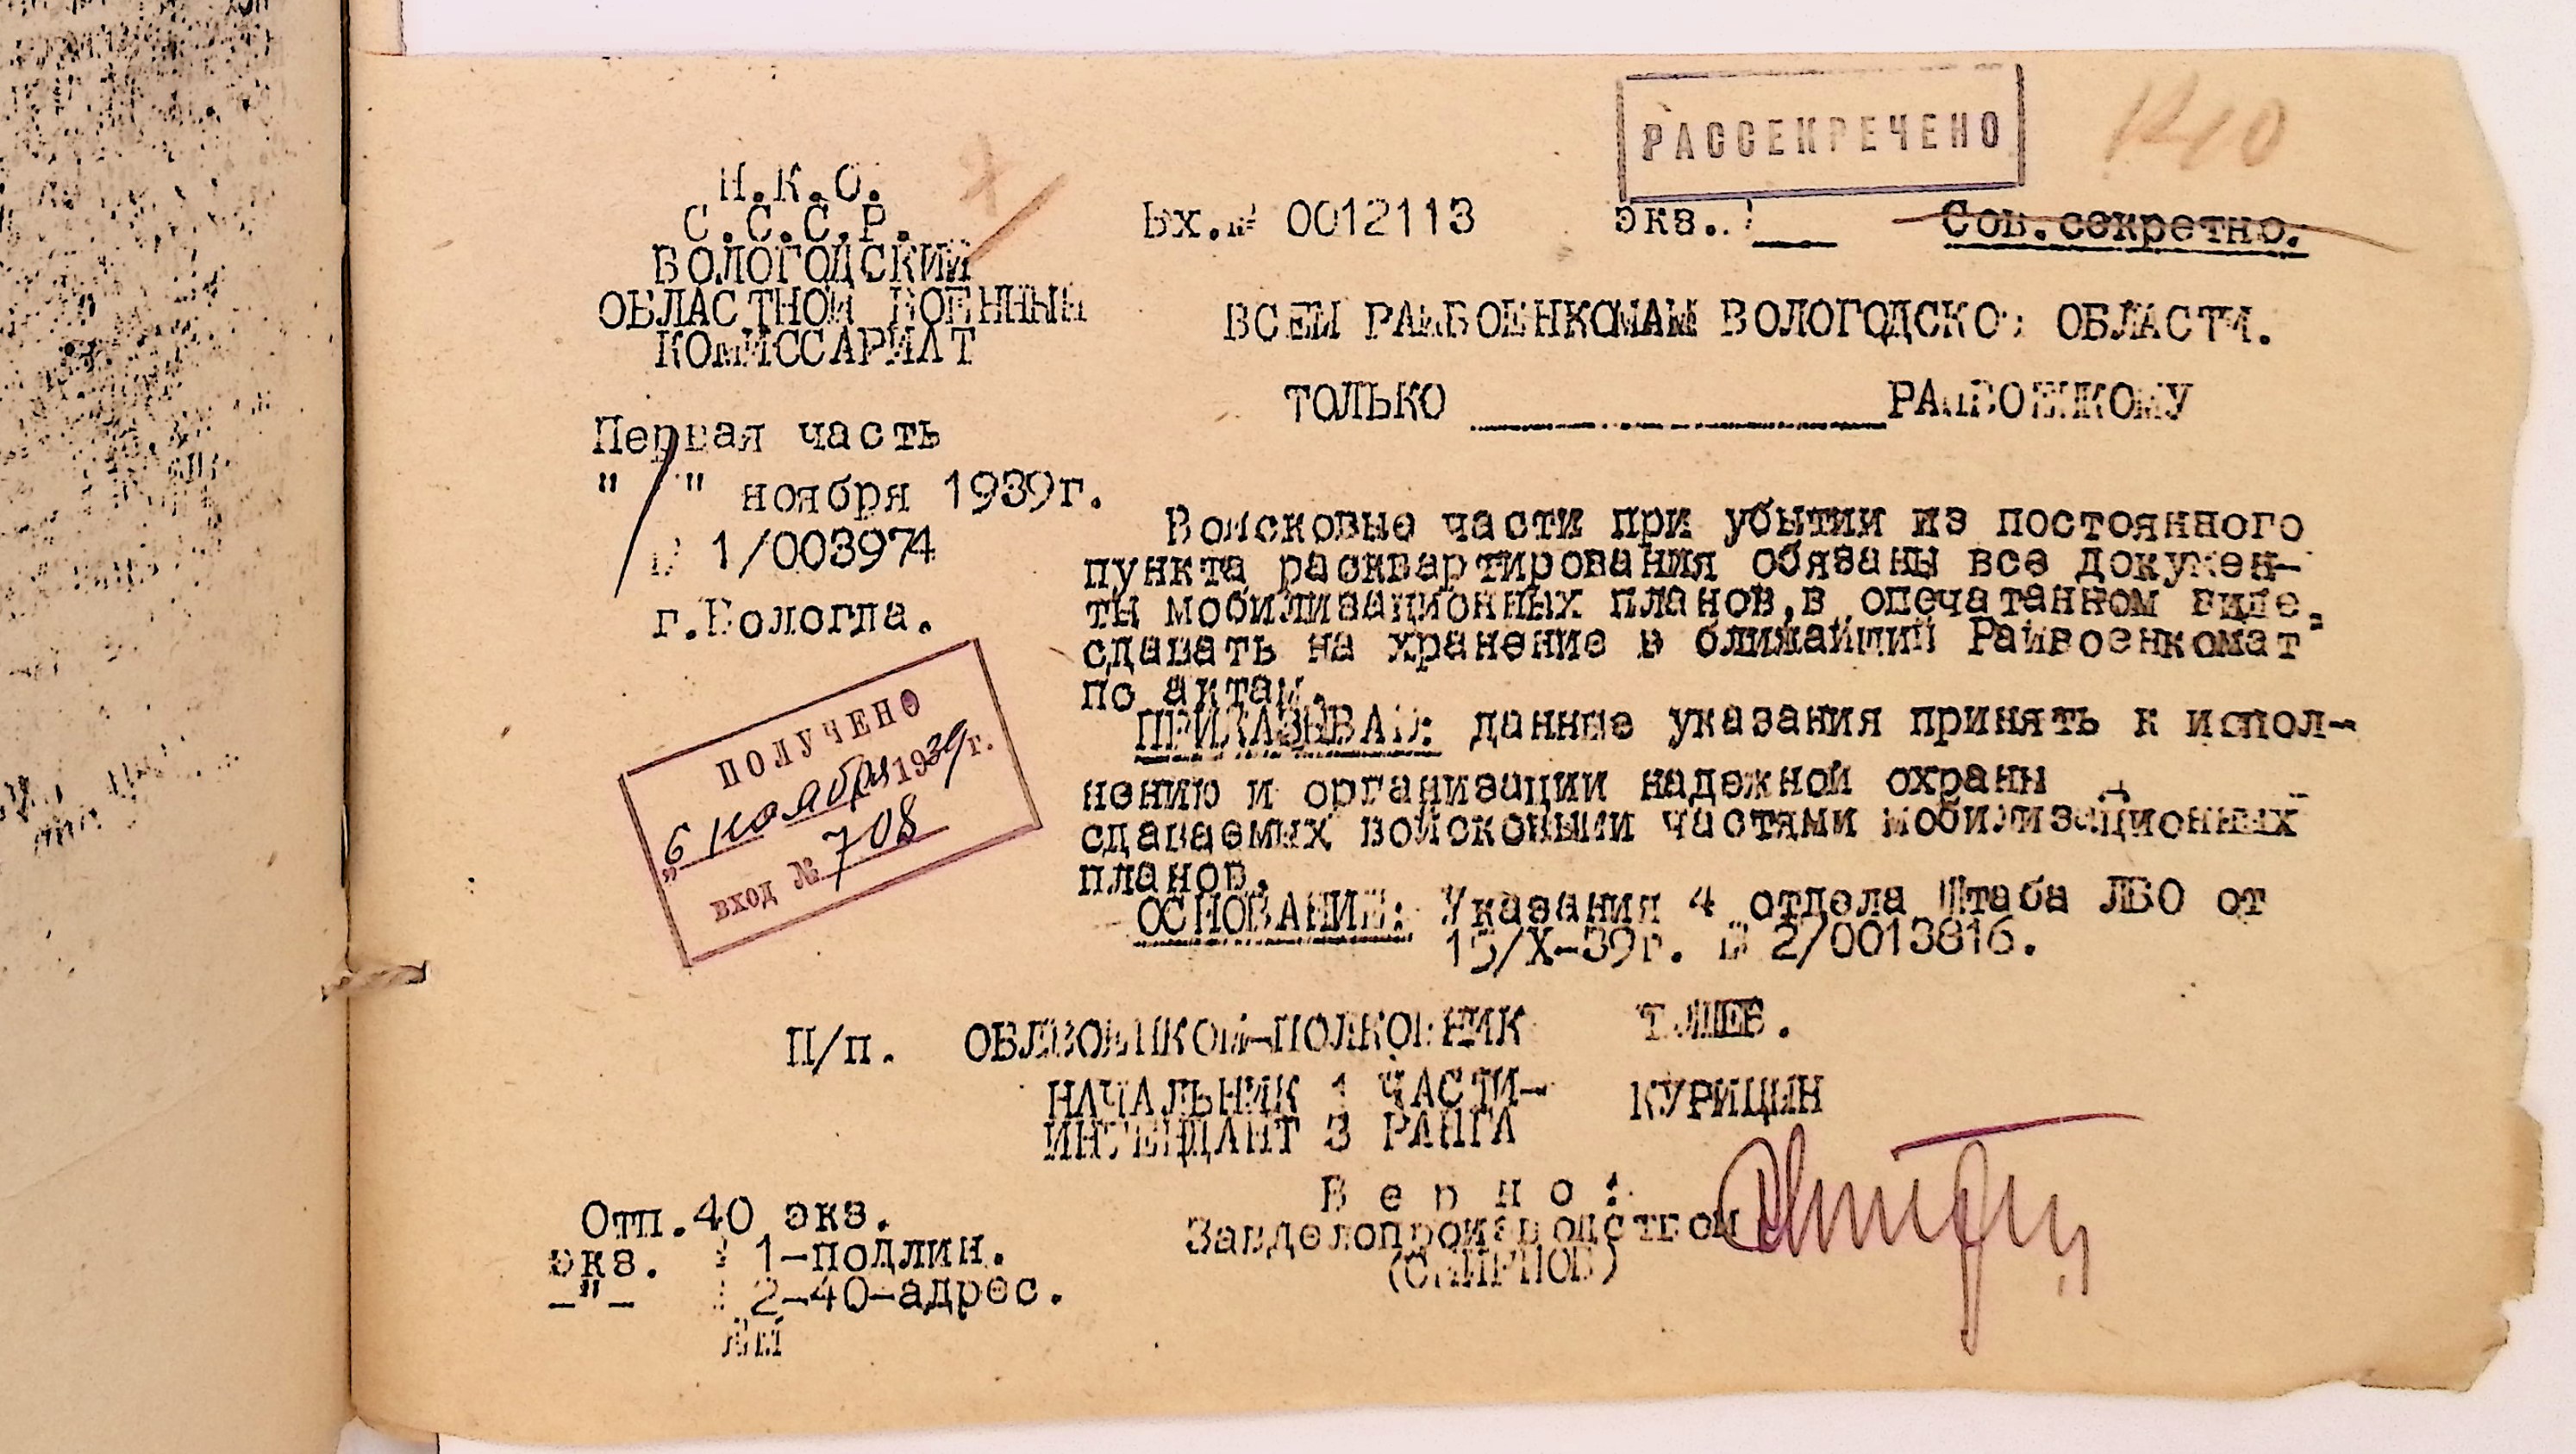 РАССЕКРЕЧЕНО
Н.К.О.
С.С.С.Р.
ВОЛОГОДСКИЙ
ОБЛАСТНОЙ ВОЕННЫЙ
КОМИССАРИАТ
Вх.№ 0012113 экз.. Сов.секретно.
ВСЕМ РАЙВОЕНКОМАМ ВОЛОГОДСКОЙ ОБЛАСТИ.
ТОЛЬКО РАЙВОЕНКОМУ
Первая часть
" " ноября 1939г.
№ 1/003974
г.Вологда.
Войсковые части при убытии из постоянного
пункта расквартирования обязаны все докумен-
ты мобилизационных планов,в опечатанном виде,
сдавать на хранение в ближайший Райвоенкомат
по актам.
ПРИКАЗЫВАЮ: данные указания принять к испол-
нению и организации надежной охраны
сдаваемых войсковыми частями мобилизационных
планов.
ОСНОВАНИЕ: Указания 4 отдела Штаба ЛВО от
15/X-39г. № 2/0013816.
ПОЛУЧЕНО
„6 ноября 1939г.
ВХОД № 708
П/п. ОБЛВОЕНКОМ-ПОЛКОВНИК
НАЧАЛЬНИК 1 ЧАСТИ-
ИНТЕНДАНТ 3 РАНГА КУРИЦЫН
В е р н о :
Завделопроизводством
(СМИРНОВ)
Отп.40 экз.
экз. № 1-подлин.
-"- № 2-40-адрес.